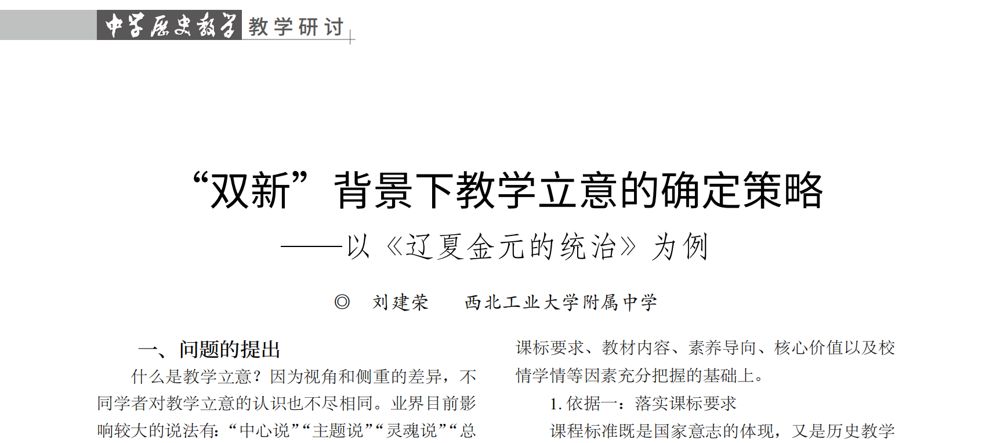 中学历史教学 教学研讨
“双新”背景下教学立意的确定策略
——以《辽夏金元的统治》为例
◎ 刘建荣 西北工业大学附属中学
一、问题的提出
什么是教学立意？因为视角和侧重的差异，不
同学者对教学立意的认识也不尽相同。业界目前影
响较大的说法有：“中心说”“主题说”“灵魂说”“总
课标要求、教材内容、素养导向、核心价值以及校
情学情等因素充分把握的基础上。
1. 依据一：落实课标要求
课程标准既是国家意志的体现，又是历史教学